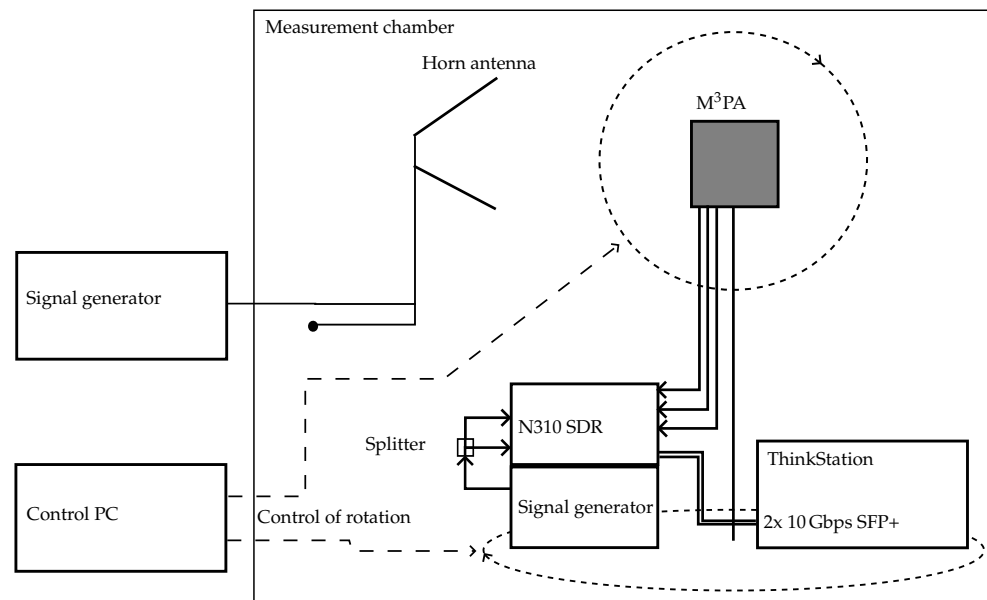 Measurement chamber
Horn antenna
M³PA
Signal generator
N310 SDR
Splitter
ThinkStation
Signal generator
Control PC
Control of rotation
2x 10 Gbps SFP+